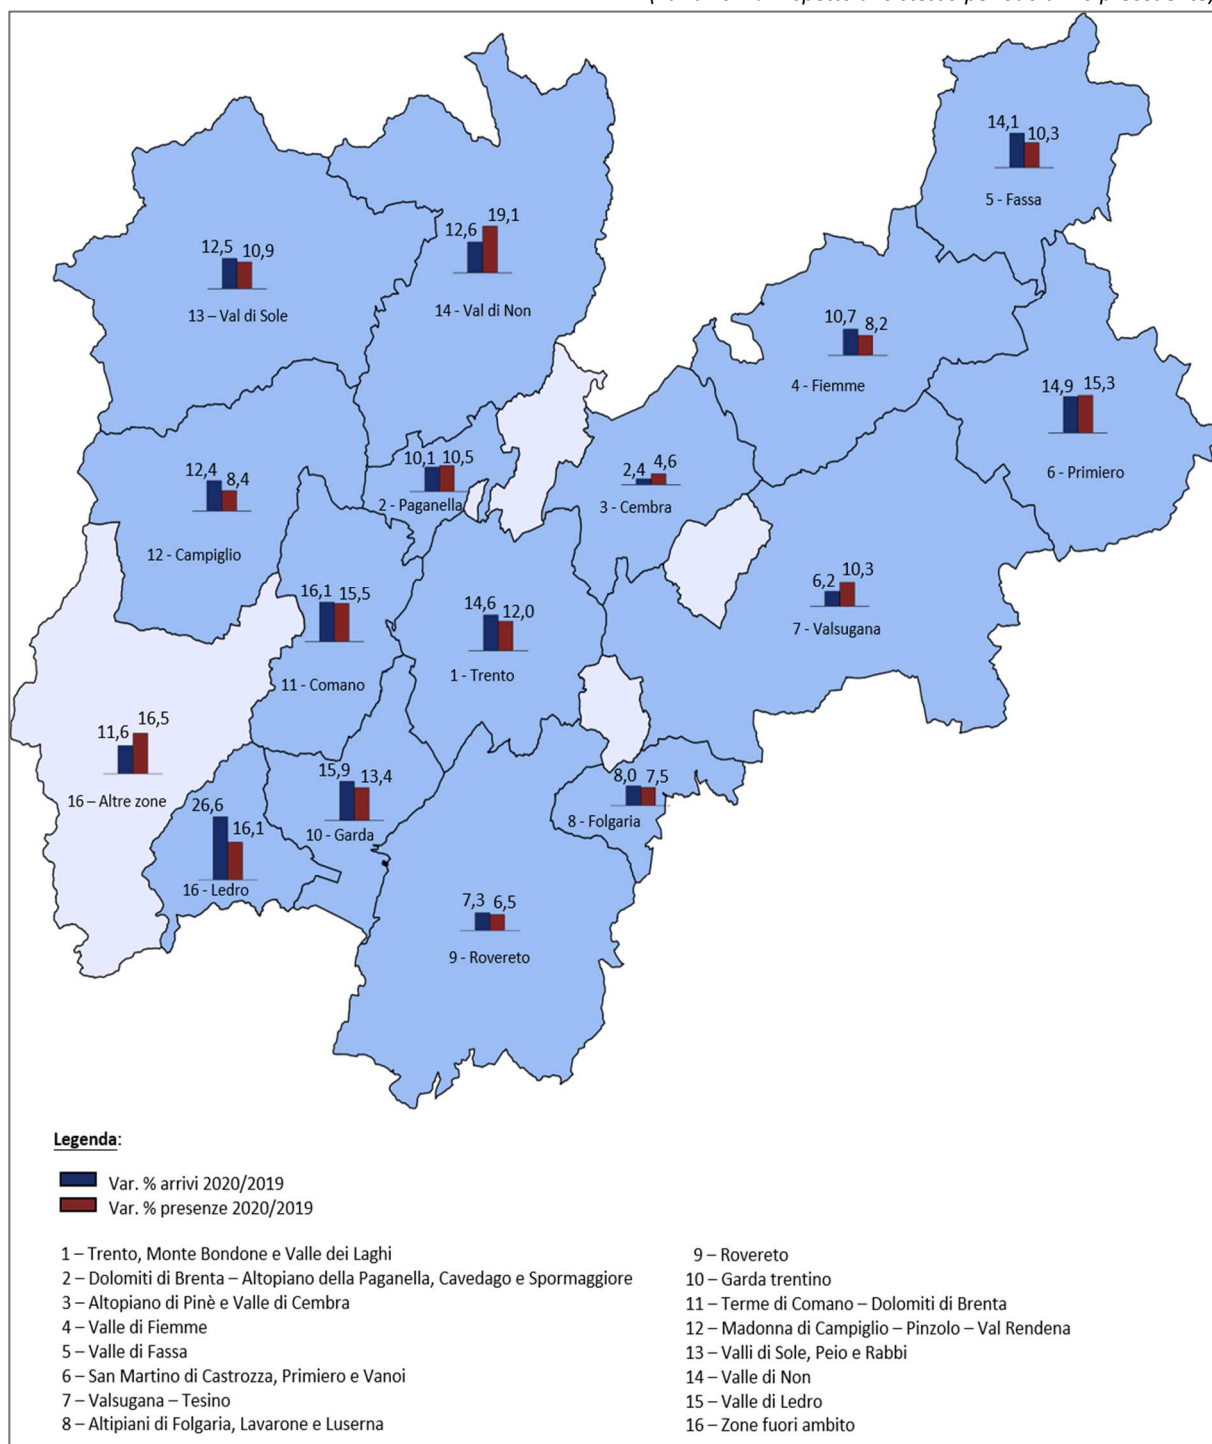 14,1
10,3
5 - Fassa
19,1
12,6
14 - Val di Non
12,5
10,9
13 – Val di Sole
10,7
8,2
4 - Fiemme
14,9
15,3
6 - Primiero
10,1
10,5
2 - Paganella
2,4
4,6
3 - Cembra
12,4
8,4
12 - Campiglio
6,2
10,3
7 - Valsugana
16,1
15,5
11 - Comano
14,6
12,0
1 - Trento
11,6
16,5
16 – Altre zone
15,9
13,4
10 - Garda
8,0
7,5
8 - Folgaria
26,6
16,1
16 - Ledro
7,3
6,5
9 - Rovereto
Legenda:
Var. % arrivi 2020/2019
Var. % presenze 2020/2019
1 – Trento, Monte Bondone e Valle dei Laghi
2 – Dolomiti di Brenta – Altopiano della Paganella, Cavedago e Spormaggiore
3 – Altopiano di Pinè e Valle di Cembra
4 – Valle di Fiemme
5 – Valle di Fassa
6 – San Martino di Castrozza, Primiero e Vanoi
7 – Valsugana – Tesino
8 – Altipiani di Folgaria, Lavarone e Luserna
9 – Rovereto
10 – Garda trentino
11 – Terme di Comano – Dolomiti di Brenta
12 – Madonna di Campiglio – Pinzolo – Val Rendena
13 – Valli di Sole, Peio e Rabbi
14 – Valle di Non
15 – Valle di Ledro
16 – Zone fuori ambito